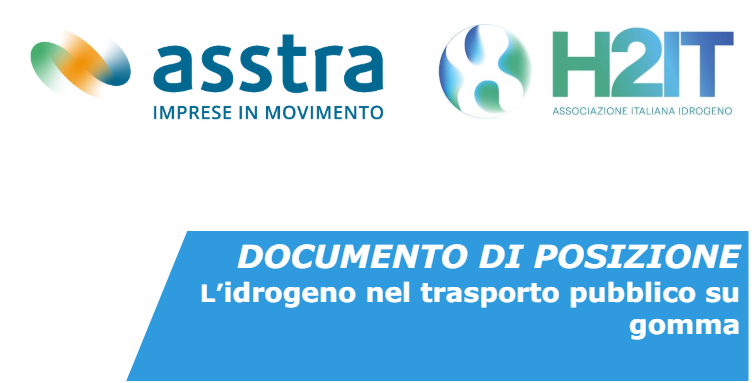 asstra
IMPRESE IN MOVIMENTO
H2IT
ASSOCIAZIONE ITALIANA IDROGENO
DOCUMENTO DI POSIZIONE
L'idrogeno nel trasporto pubblico su
gomma